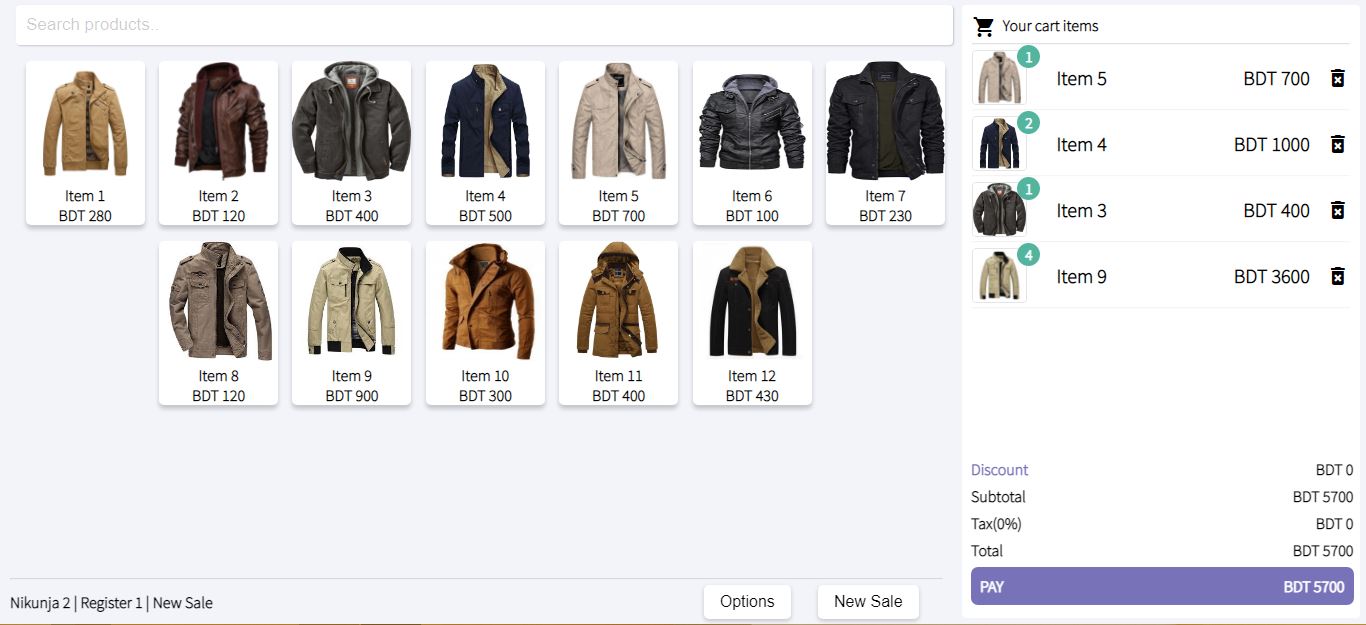 Search products..
Item 1
BDT 280
Item 2
BDT 120
Item 3
BDT 400
Item 4
BDT 500
Item 5
BDT 700
Item 6
BDT 100
Item 7
BDT 230
Item 8
BDT 120
Item 9
BDT 900
Item 10
BDT 300
Item 11
BDT 400
Item 12
BDT 430
Nikunja 2 | Register 1 | New Sale
Options
New Sale
Your cart items
1
Item 5 BDT 700
2
Item 4 BDT 1000
1
Item 3 BDT 400
4
Item 9 BDT 3600
Discount BDT 0
Subtotal BDT 5700
Tax(0%) BDT 0
Total BDT 5700
PAY BDT 5700